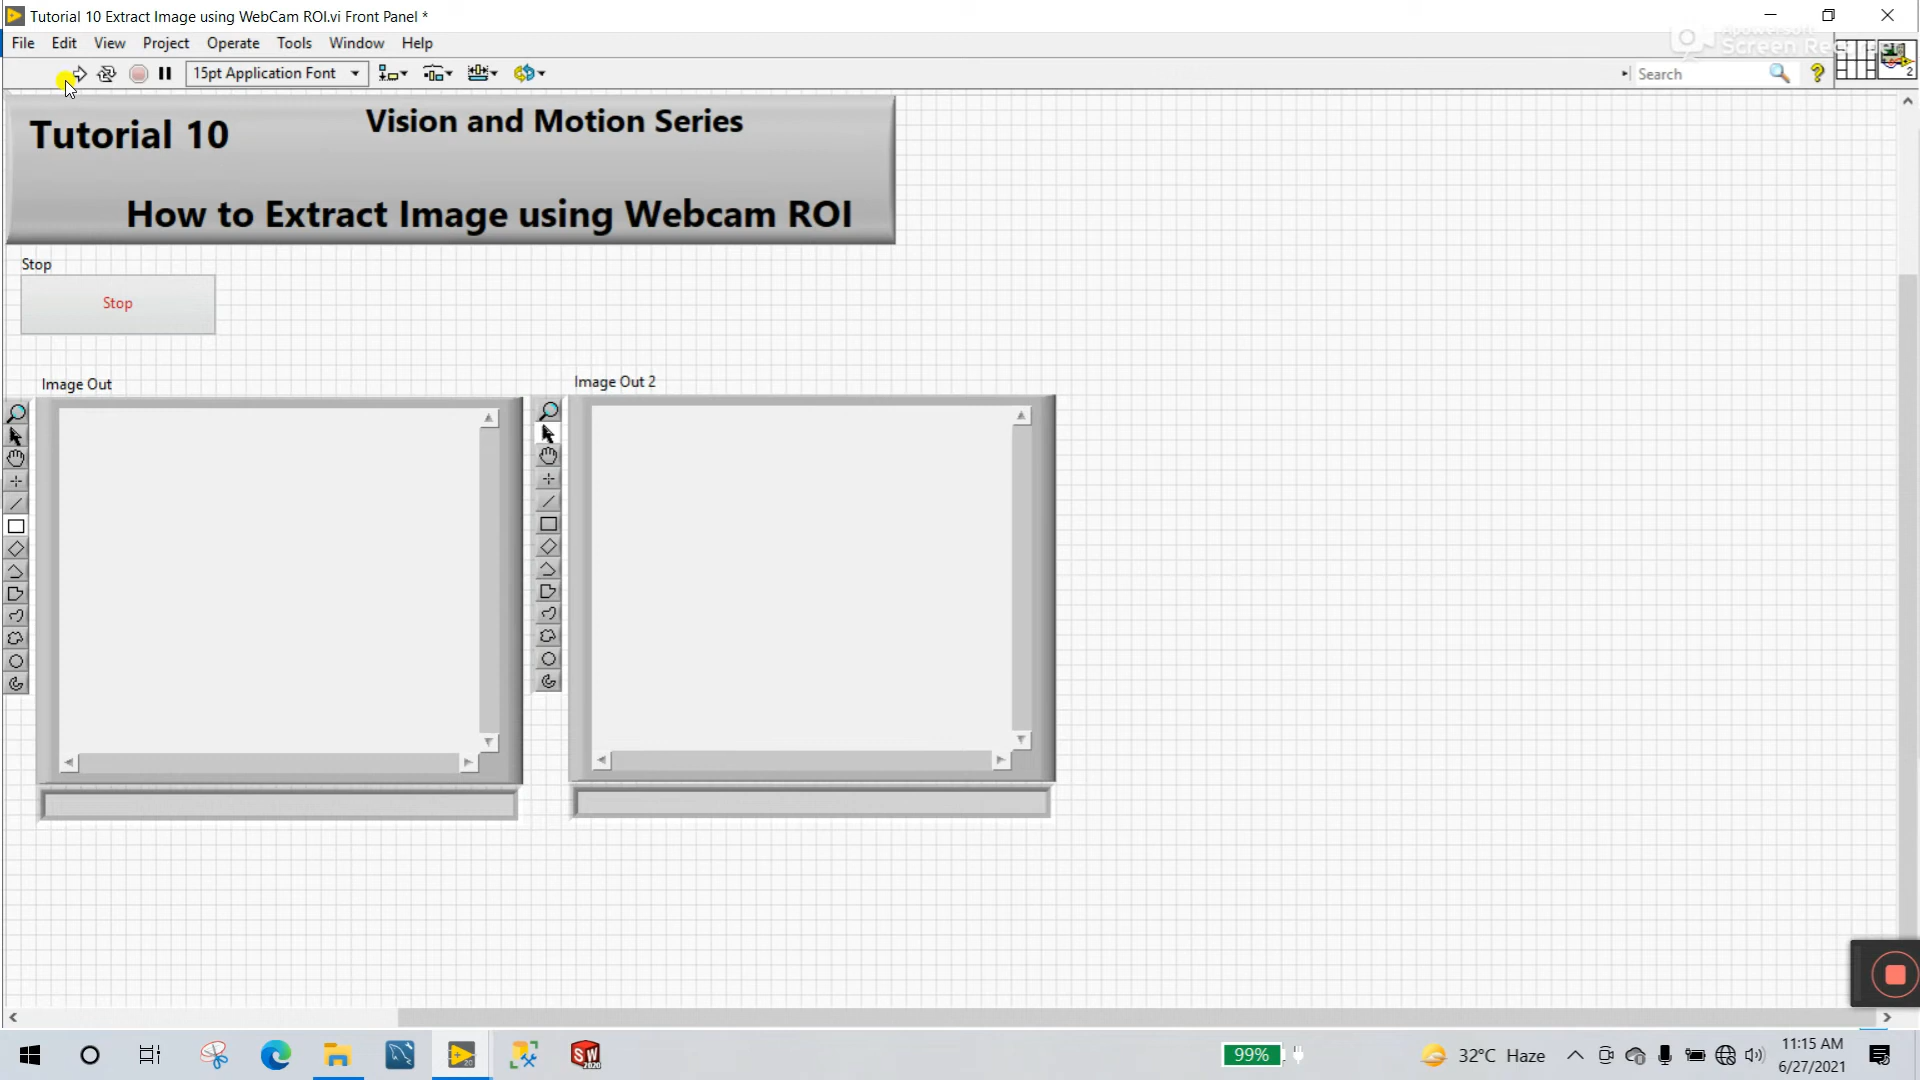 Tutorial 10 Extract Image using WebCam ROI.vi Front Panel *
File Edit View Project Operate Tools Window Help
15pt Application Font
Search
2
Tutorial 10
Vision and Motion Series
How to Extract Image using Webcam ROI
Stop
Stop
Image Out
Image Out 2
99%
32°C Haze
11:15 AM
6/27/2021